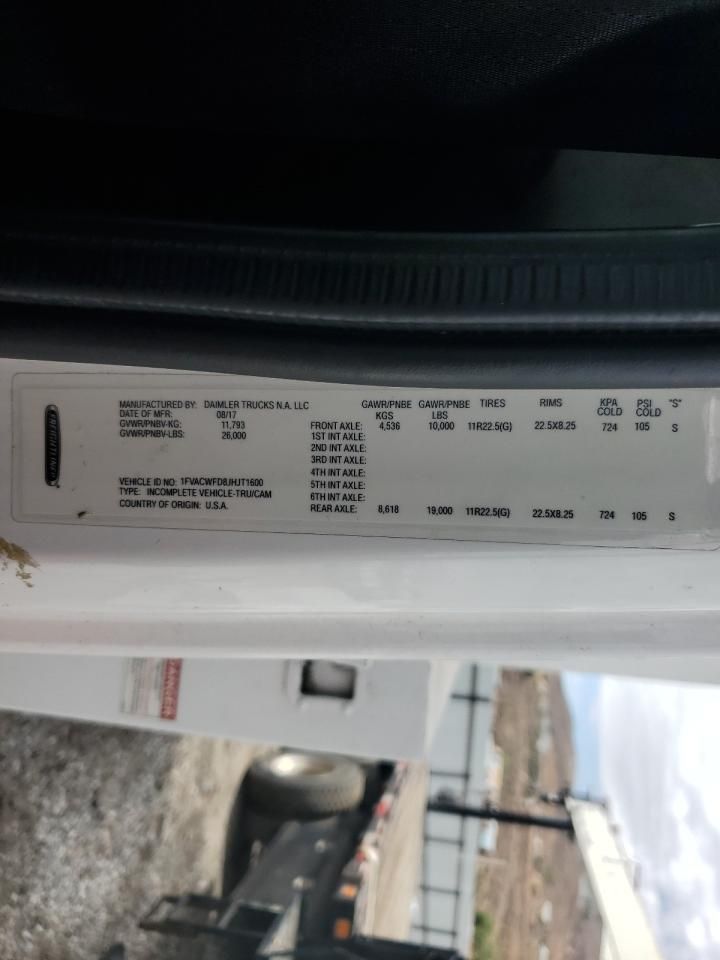 FREIGHTLINER
MANUFACTURED BY: DAIMLER TRUCKS N.A. LLC
DATE OF MFR: 08/17
GVWR/PNBV-KG: 11,793
GVWR/PNBV-LBS: 26,000
VEHICLE ID NO: 1FVACWFD8JHJT1600
TYPE: INCOMPLETE VEHICLE-TRU/CAM
COUNTRY OF ORIGIN: U.S.A.
GAWR/PNBE GAWR/PNBE TIRES RIMS KPA PSI "S"
KGS LBS COLD COLD
FRONT AXLE: 4,536 10,000 11R22.5(G) 22.5X8.25 724 105 S
1ST INT AXLE:
2ND INT AXLE:
3RD INT AXLE:
4TH INT AXLE:
5TH INT AXLE:
6TH INT AXLE:
REAR AXLE: 8,618 19,000 11R22.5(G) 22.5X8.25 724 105 S
DANGER